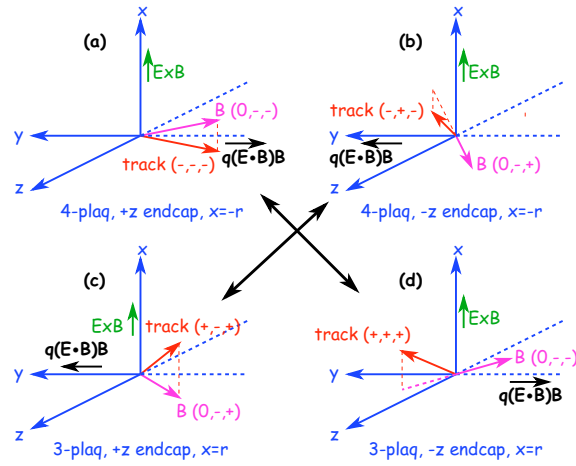 (a)
x
ExB
B (0,-,-)
y
track (-,-,-)
q(E•B)B
z
4-plaq, +z endcap, x=-r
(b)
x
ExB
track (-,+,-)
y
q(E•B)B
B (0,-,+)
z
4-plaq, -z endcap, x=-r
(c)
x
ExB
track (+,-,+)
q(E•B)B
y
B (0,-,+)
z
3-plaq, +z endcap, x=r
(d)
x
ExB
track (+,+,+)
B (0,-,-)
y
q(E•B)B
z
3-plaq, -z endcap, x=r